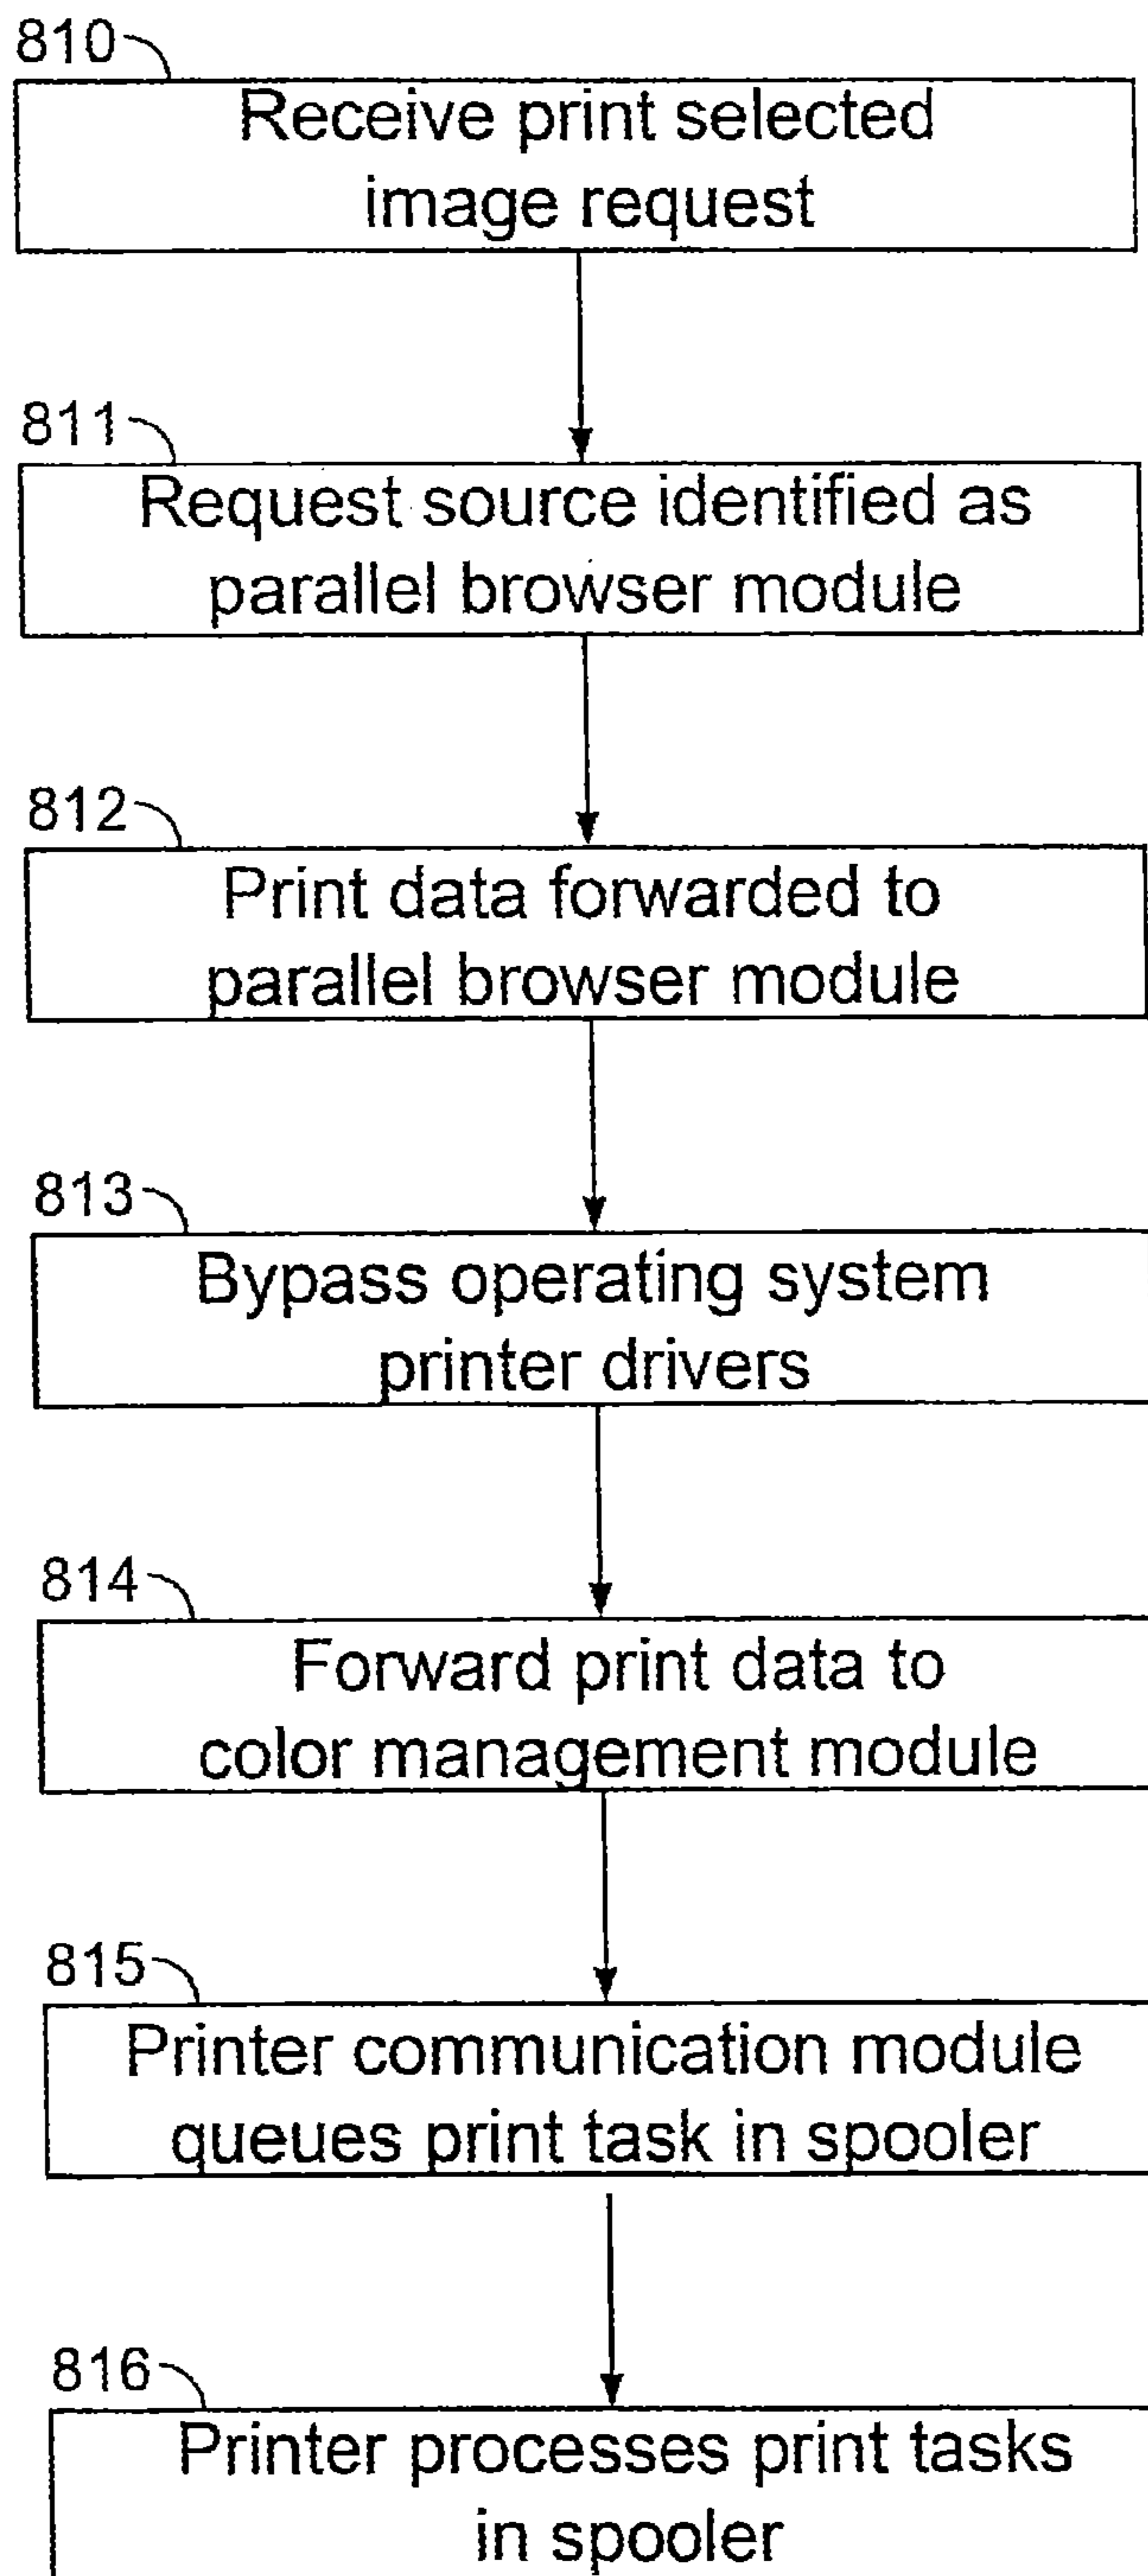 810
Receive print selected
image request
811
Request source identified as
parallel browser module
812
Print data forwarded to
parallel browser module
813
Bypass operating system
printer drivers
814
Forward print data to
color management module
815
Printer communication module
queues print task in spooler
816
Printer processes print tasks
in spooler